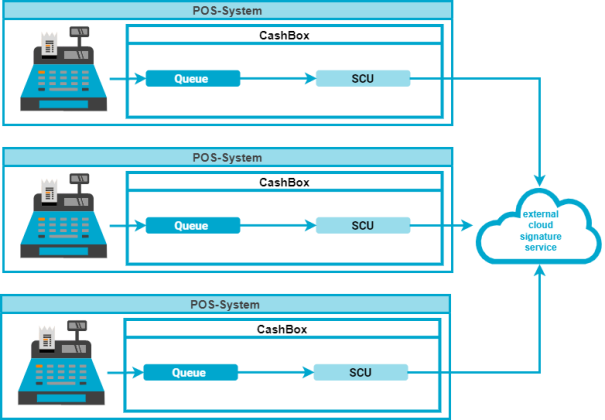 POS-System
CashBox
Queue
SCU
POS-System
CashBox
Queue
SCU
external
cloud
signature
service
POS-System
CashBox
Queue
SCU